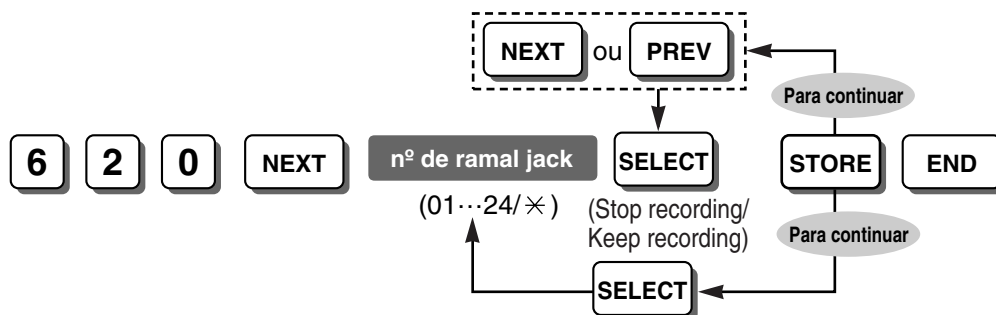 NEXT ou PREV
Para continuar
6 2 0 NEXT nº de ramal jack SELECT STORE END
(01···24/✳)
(Stop recording/
Keep recording)
Para continuar
SELECT